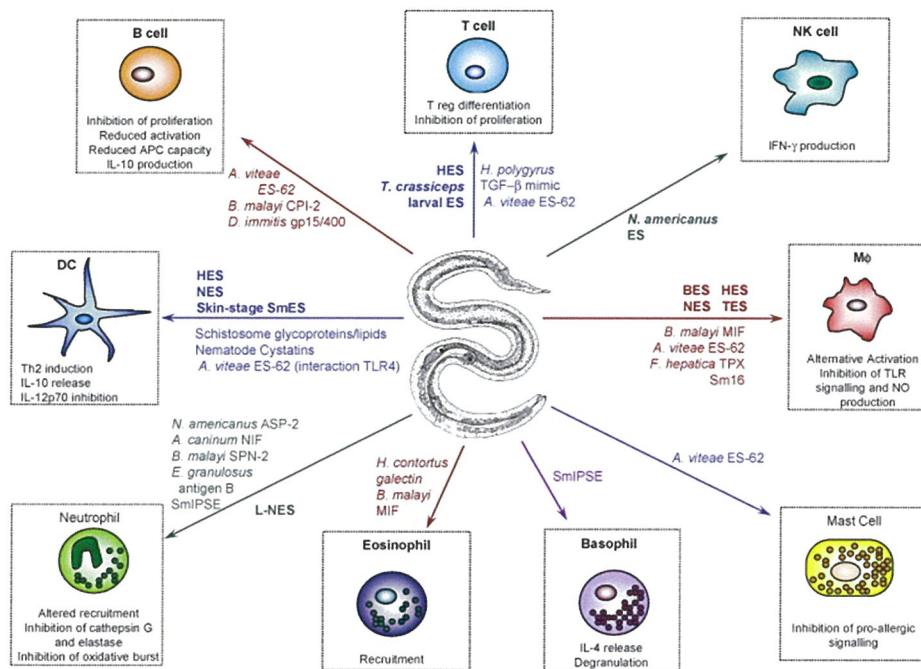 B cell
Inhibition of proliferation
Reduced activation
Reduced APC capacity
IL-10 production
T cell
T reg differentiation
Inhibition of proliferation
NK cell
IFN-γ production
A. viteae
ES-62
B. malayi CPI-2
D. immitis gp15/400
HES
T. crassiceps
larval ES
H. polygyrus
TGF-β mimic
A. viteae ES-62
N. americanus
ES
DC
Th2 induction
IL-10 release
IL-12p70 inhibition
HES
NES
Skin-stage SmES
Schistosome glycoproteins/lipids
Nematode Cystatins
A. viteae ES-62 (interaction TLR4)
BES HES
NES TES
B. malayi MIF
A. viteae ES-62
F. hepatica TPX
Sm16
Mϕ
Alternative Activation
Inhibition of TLR
signalling and NO
production
N. americanus ASP-2
A. caninum NIF
B. malayi SPN-2
E. granulosus
antigen B
SmIPSE
L-NES
H. contortus
galectin
B. malayi
MIF
SmIPSE
A. viteae ES-62
Neutrophil
Altered recruitment
Inhibition of cathepsin G
and elastase
Inhibition of oxidative burst
Eosinophil
Recruitment
Basophil
IL-4 release
Degranulation
Mast Cell
Inhibition of pro-allergic
signalling